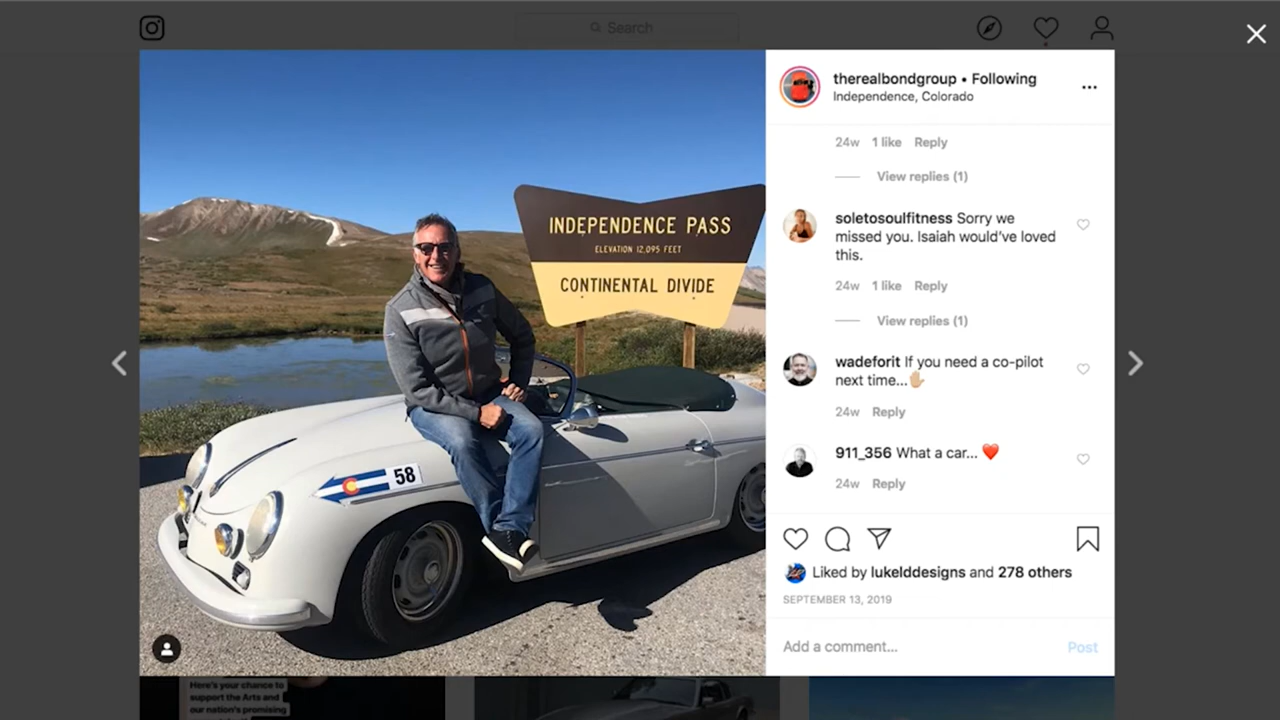 Search
therealbondgroup • Following
Independence, Colorado
24w 1 like Reply
View replies (1)
soletosoulfitness Sorry we
missed you. Isaiah would've loved
this.
24w 1 like Reply
View replies (1)
wadeforit If you need a co-pilot
next time...✋🏼
24w Reply
911_356 What a car... ❤️
24w Reply
Liked by lukelddesigns and 278 others
SEPTEMBER 13, 2019
Add a comment... Post
INDEPENDENCE PASS
ELEVATION 12,095 FEET
CONTINENTAL DIVIDE
58
Here's your chance to
support the Arts and
our nation's promising